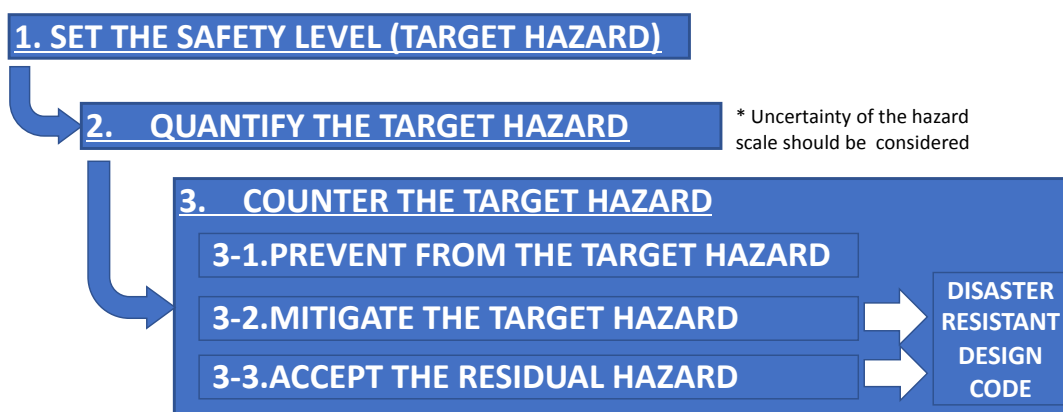 1. SET THE SAFETY LEVEL (TARGET HAZARD)
2. QUANTIFY THE TARGET HAZARD
* Uncertainty of the hazard
scale should be considered
3. COUNTER THE TARGET HAZARD
3-1.PREVENT FROM THE TARGET HAZARD
3-2.MITIGATE THE TARGET HAZARD
3-3.ACCEPT THE RESIDUAL HAZARD
DISASTER
RESISTANT
DESIGN
CODE